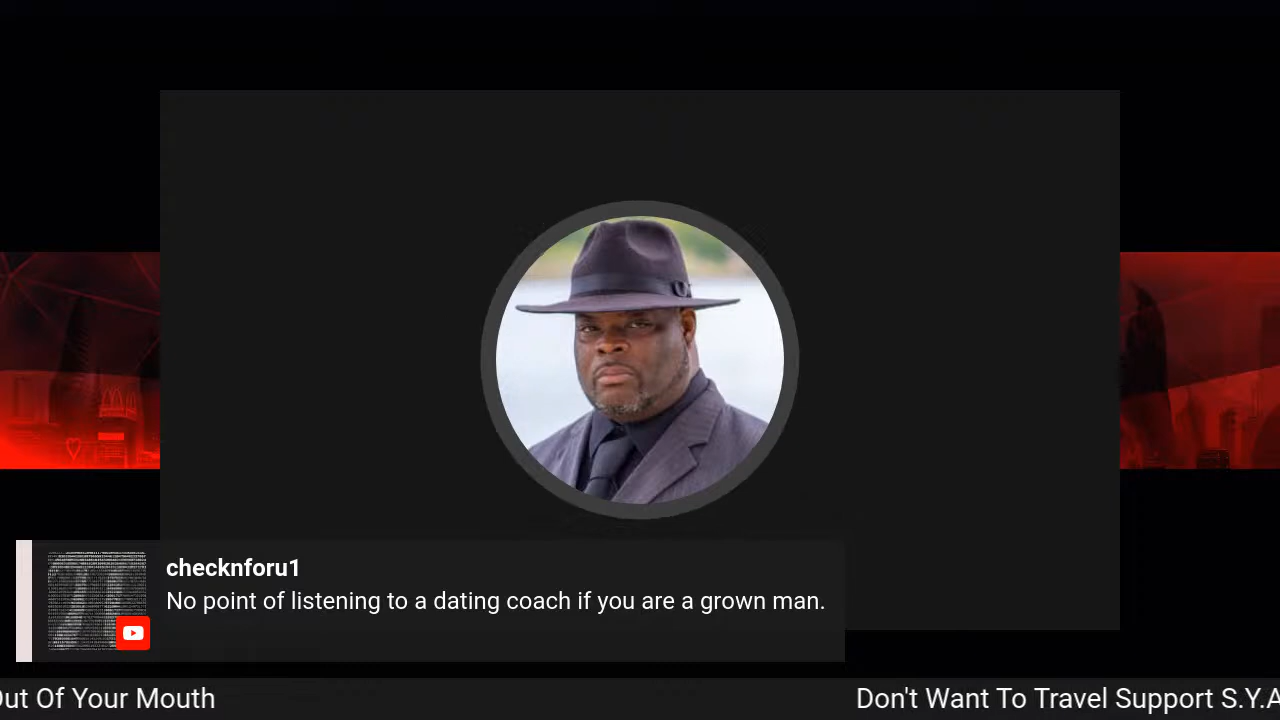 checknforu1
No point of listening to a dating coach if you are a grown
Out Of Your Mouth
Don't Want To Travel Support S.Y.A